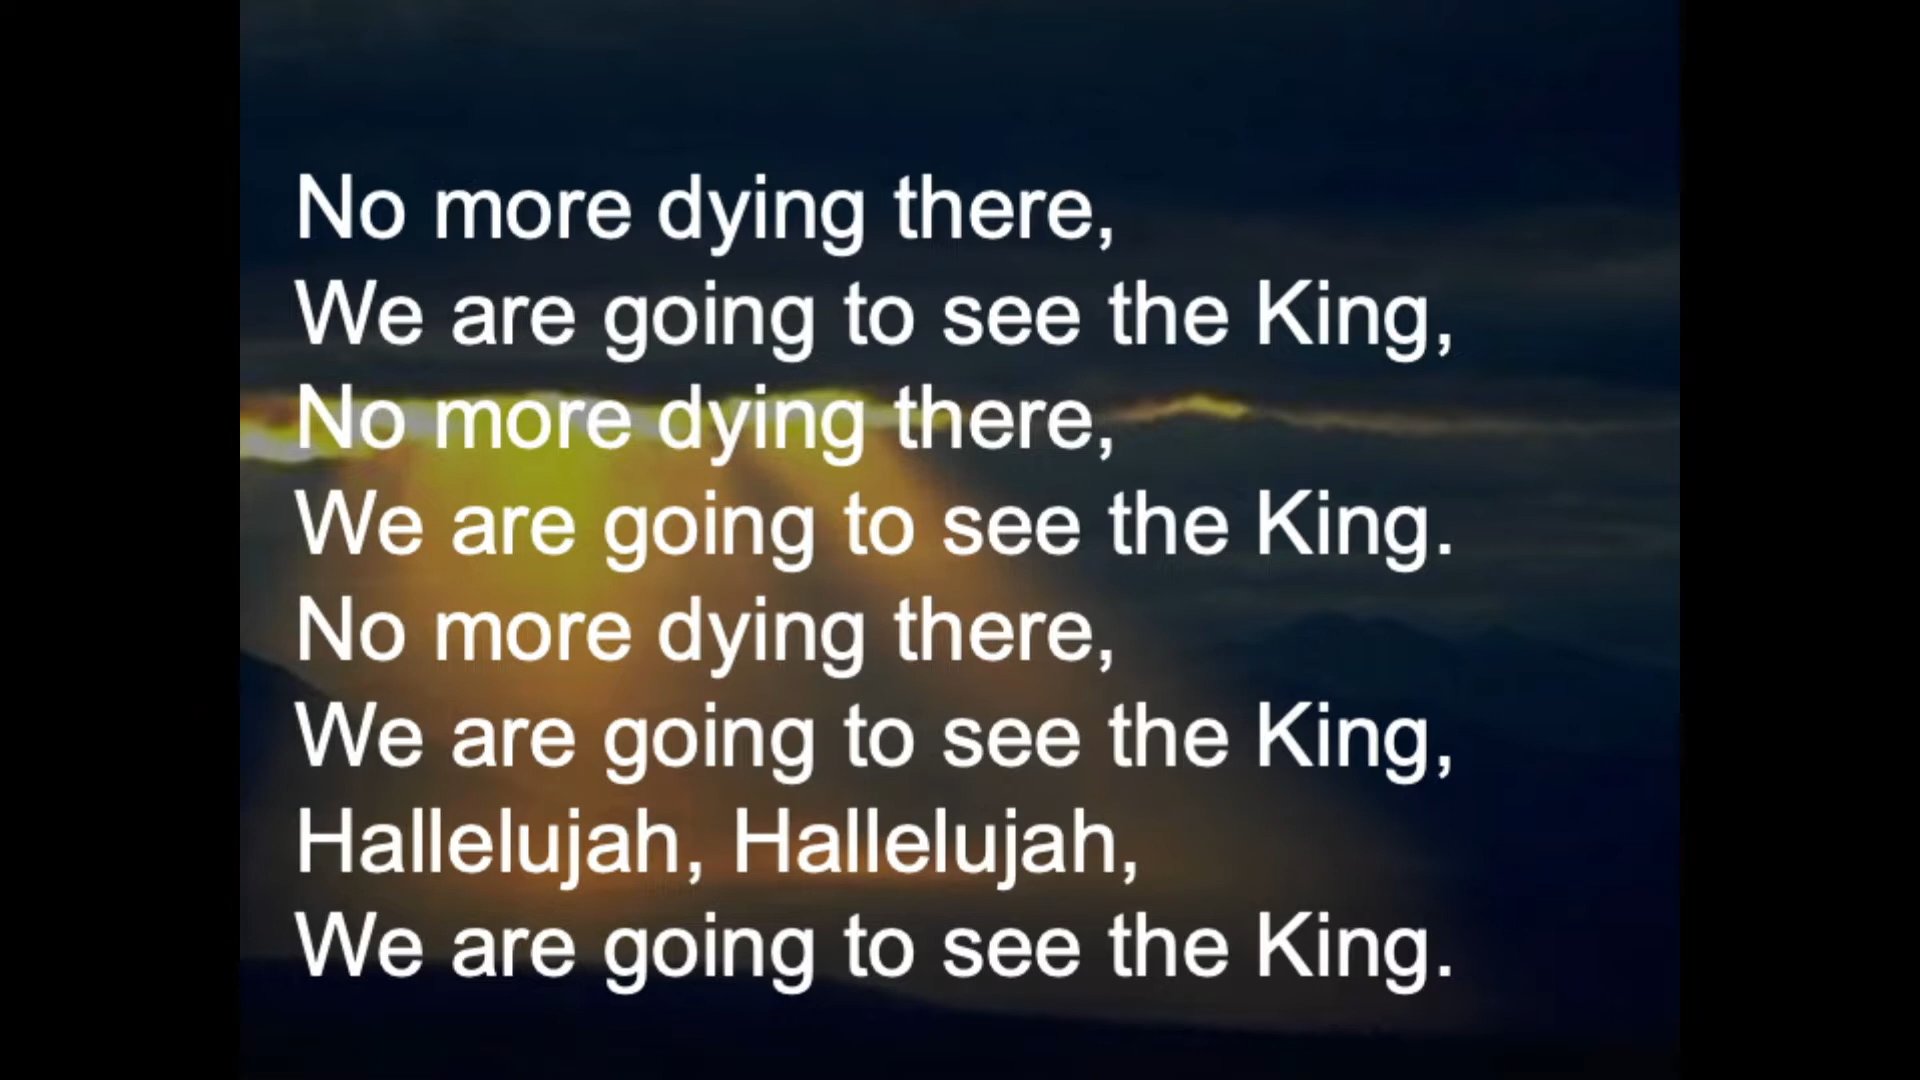 No more dying there,
We are going to see the King,
No more dying there,
We are going to see the King.
No more dying there,
We are going to see the King,
Hallelujah, Hallelujah,
We are going to see the King.